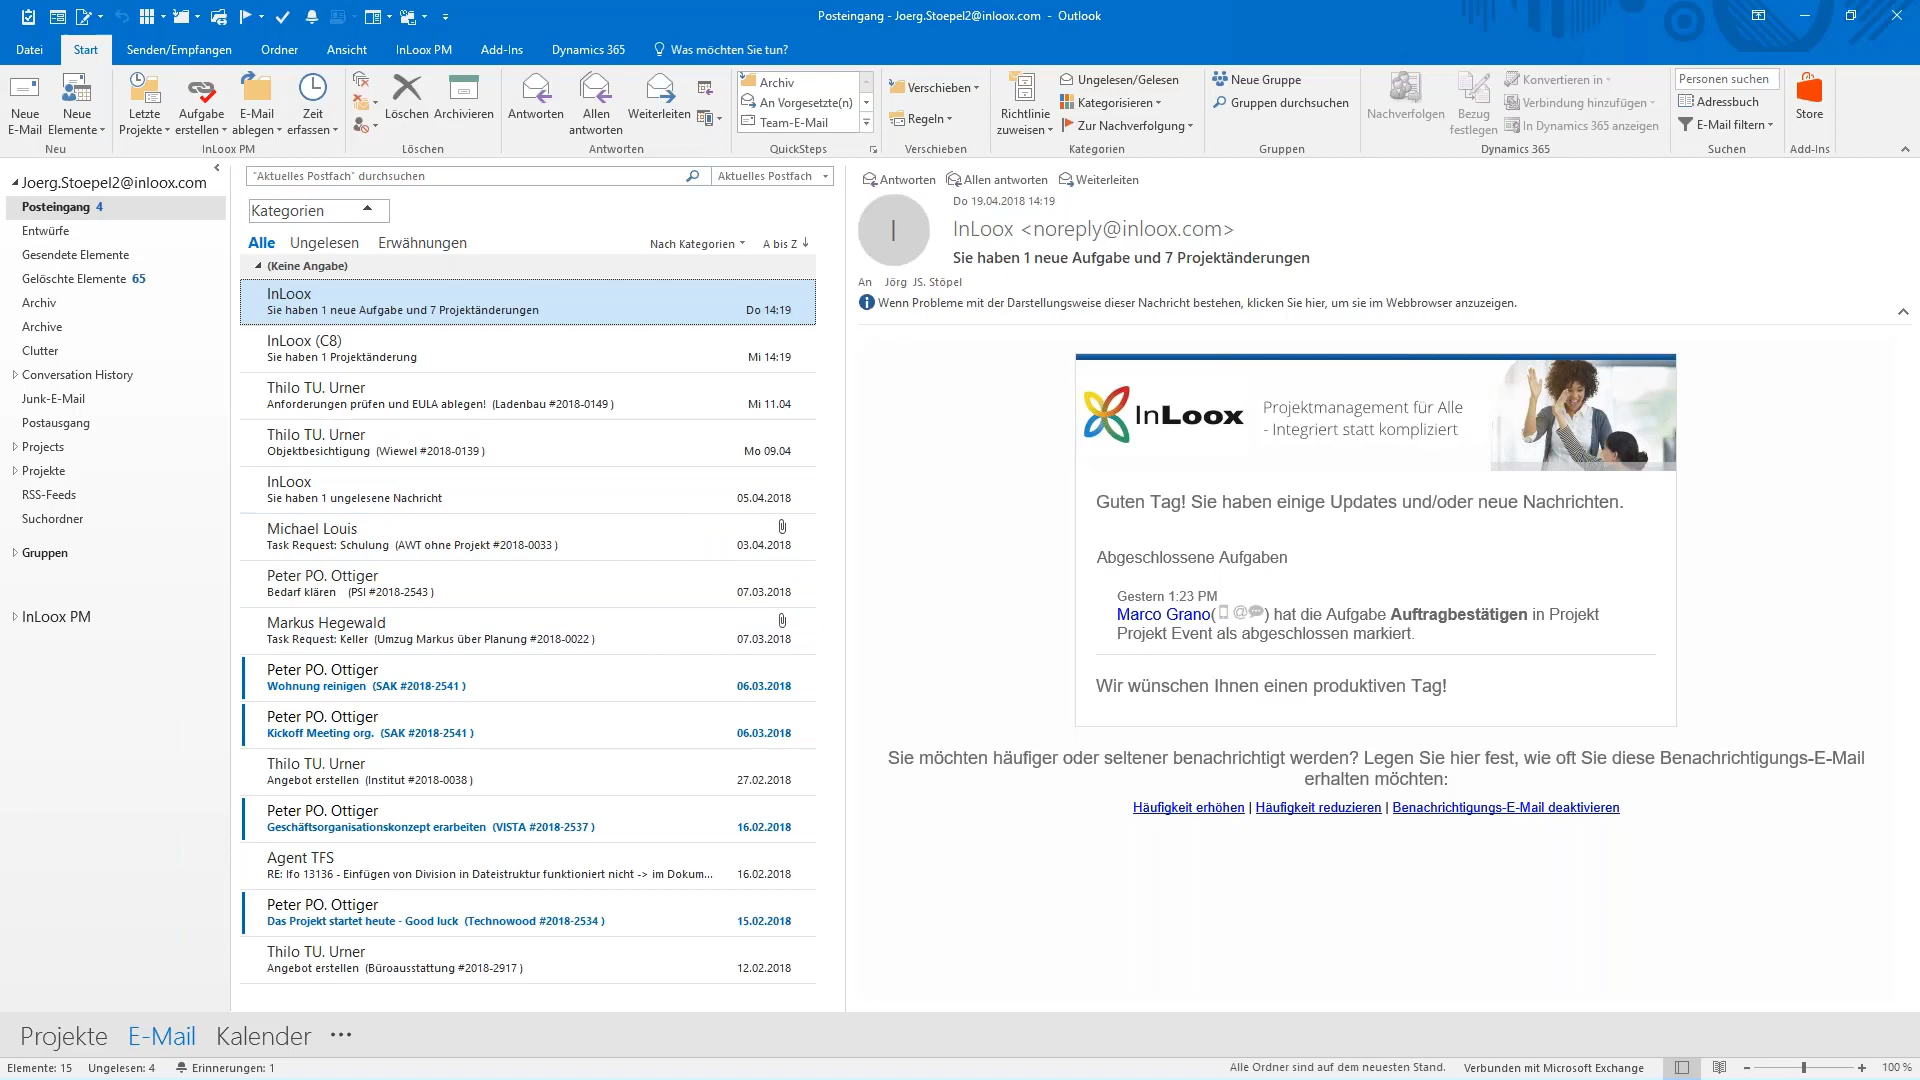 Posteingang - Joerg.Stoepel2@inloox.com - Outlook
Datei Start Senden/Empfangen Ordner Ansicht InLoox PM Add-Ins Dynamics 365 Was möchten Sie tun?
Neue E-Mail
Neue Elemente
Neu
Letzte Projekte
Aufgabe erstellen
E-Mail ablegen
Zeit erfassen
InLoox PM
Löschen
Archivieren
Löschen
Antworten
Allen antworten
Weiterleiten
Antworten
Archiv
An Vorgesetzte(n)
Team-E-Mail
QuickSteps
Verschieben
Regeln
Verschieben
Richtlinie zuweisen
Ungelesen/Gelesen
Kategorisieren
Zur Nachverfolgung
Kategorien
Neue Gruppe
Gruppen durchsuchen
Gruppen
Nachverfolgen
Bezug festlegen
Konvertieren in
Verbindung hinzufügen
In Dynamics 365 anzeigen
Dynamics 365
Personen suchen
Adressbuch
E-Mail filtern
Suchen
Store
Add-Ins
Joerg.Stoepel2@inloox.com
Posteingang 4
Entwürfe
Gesendete Elemente
Gelöschte Elemente 65
Archiv
Archive
Clutter
Conversation History
Junk-E-Mail
Postausgang
Projects
Projekte
RSS-Feeds
Suchordner
Gruppen
InLoox PM
"Aktuelles Postfach" durchsuchen Aktuelles Postfach
Kategorien
Alle Ungelesen Erwähnungen Nach Kategorien A bis Z
(Keine Angabe)
InLoox
Sie haben 1 neue Aufgabe und 7 Projektänderungen Do 14:19
InLoox (C8)
Sie haben 1 Projektänderung Mi 14:19
Thilo TU. Urner
Anforderungen prüfen und EULA ablegen! (Ladenbau #2018-0149 ) Mi 11.04
Thilo TU. Urner
Objektbesichtigung (Wiewel #2018-0139 ) Mo 09.04
InLoox
Sie haben 1 ungelesene Nachricht 05.04.2018
Michael Louis
Task Request: Schulung (AWT ohne Projekt #2018-0033 ) 03.04.2018
Peter PO. Ottiger
Bedarf klären (PSI #2018-2543 ) 07.03.2018
Markus Hegewald
Task Request: Keller (Umzug Markus über Planung #2018-0022 ) 07.03.2018
Peter PO. Ottiger
Wohnung reinigen (SAK #2018-2541 ) 06.03.2018
Peter PO. Ottiger
Kickoff Meeting org. (SAK #2018-2541 ) 06.03.2018
Thilo TU. Urner
Angebot erstellen (Institut #2018-0038 ) 27.02.2018
Peter PO. Ottiger
Geschäftsorganisationskonzept erarbeiten (VISTA #2018-2537 ) 16.02.2018
Agent TFS
RE: Ifo 13136 - Einfügen von Division in Dateistruktur funktioniert nicht -> im Dokum... 16.02.2018
Peter PO. Ottiger
Das Projekt startet heute - Good luck (Technowood #2018-2534 ) 15.02.2018
Thilo TU. Urner
Angebot erstellen (Büroausstattung #2018-2917 ) 12.02.2018
Antworten Allen antworten Weiterleiten
Do 19.04.2018 14:19
I
InLoox <noreply@inloox.com>
Sie haben 1 neue Aufgabe und 7 Projektänderungen
An Jörg JS. Stöpel
Wenn Probleme mit der Darstellungsweise dieser Nachricht bestehen, klicken Sie hier, um sie im Webbrowser anzuzeigen.
InLoox
Projektmanagement für Alle
- Integriert statt kompliziert
Guten Tag! Sie haben einige Updates und/oder neue Nachrichten.
Abgeschlossene Aufgaben
Gestern 1:23 PM
Marco Grano( @ ) hat die Aufgabe Auftragbestätigen in Projekt
Projekt Event als abgeschlossen markiert.
Wir wünschen Ihnen einen produktiven Tag!
Sie möchten häufiger oder seltener benachrichtigt werden? Legen Sie hier fest, wie oft Sie diese Benachrichtigungs-E-Mail
erhalten möchten:
Häufigkeit erhöhen | Häufigkeit reduzieren | Benachrichtigungs-E-Mail deaktivieren
Projekte E-Mail Kalender ...
Elemente: 15 Ungelesen: 4 Erinnerungen: 1 Alle Ordner sind auf dem neuesten Stand. Verbunden mit Microsoft Exchange 100 %